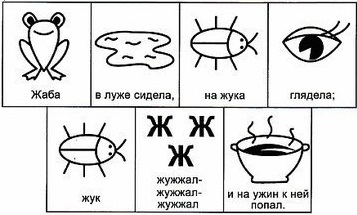 Жаба
в луже сидела,
на жука
глядела;
Ж Ж
Ж
жук
жужжал-
жужжал-
жужжал
и на ужин к ней
попал.